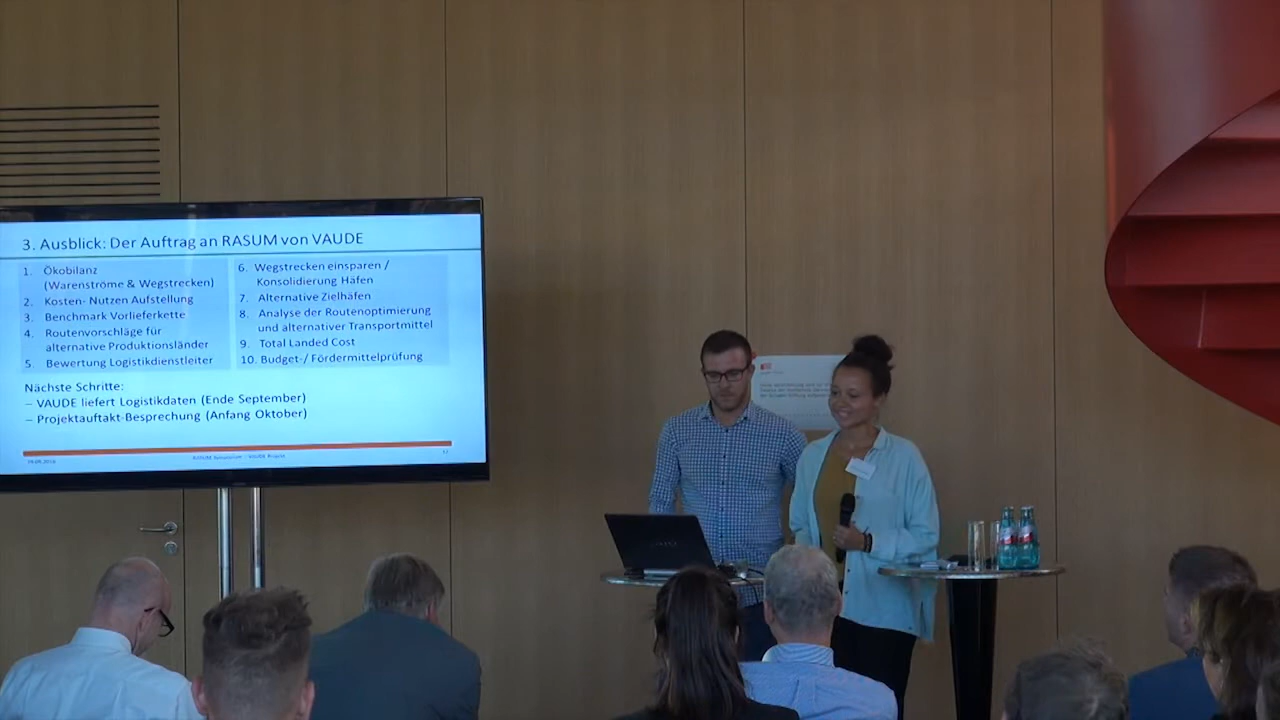 3. Ausblick: Der Auftrag an RASUM von VAUDE
1. Ökobilanz
(Warenströme & Wegstrecken)
2. Kosten- Nutzen Aufstellung
3. Benchmark Vorlieferkette
4. Routenvorschläge für
alternative Produktionsländer
5. Bewertung Logistikdienstleiter
6. Wegstrecken einsparen /
Konsolidierung Häfen
7. Alternative Zielhäfen
8. Analyse der Routenoptimierung
und alternativer Transportmittel
9. Total Landed Cost
10. Budget-/ Fördermittelprüfung
Nächste Schritte:
– VAUDE liefert Logistikdaten (Ende September)
– Projektauftakt-Besprechung (Anfang Oktober)